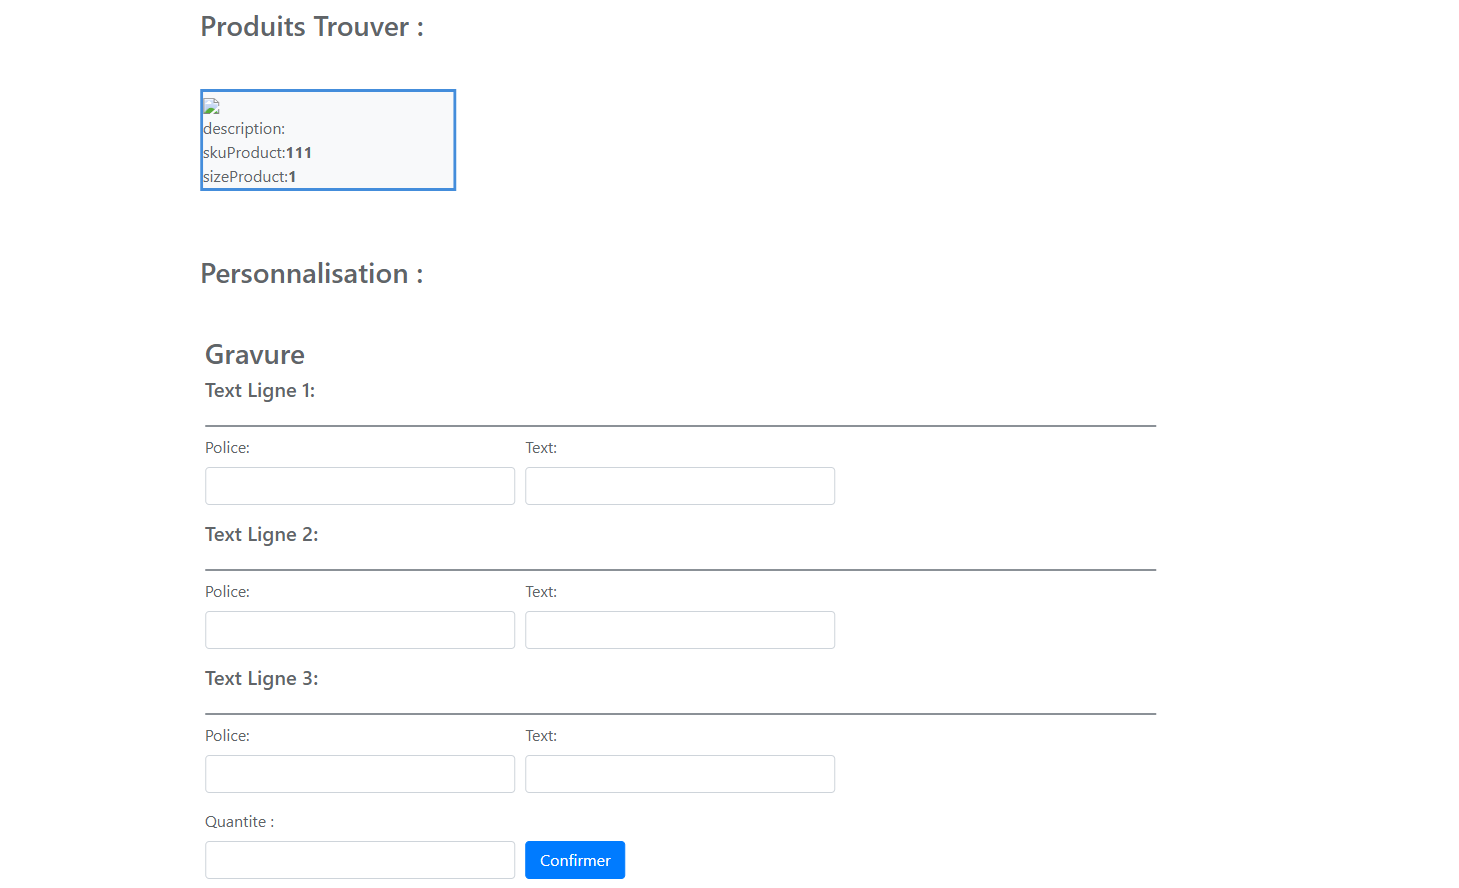 Produits Trouver :
description:
skuProduct:111
sizeProduct:1
Personnalisation :
Gravure
Text Ligne 1:
Police: Text:
Text Ligne 2:
Police: Text:
Text Ligne 3:
Police: Text:
Quantite :
Confirmer